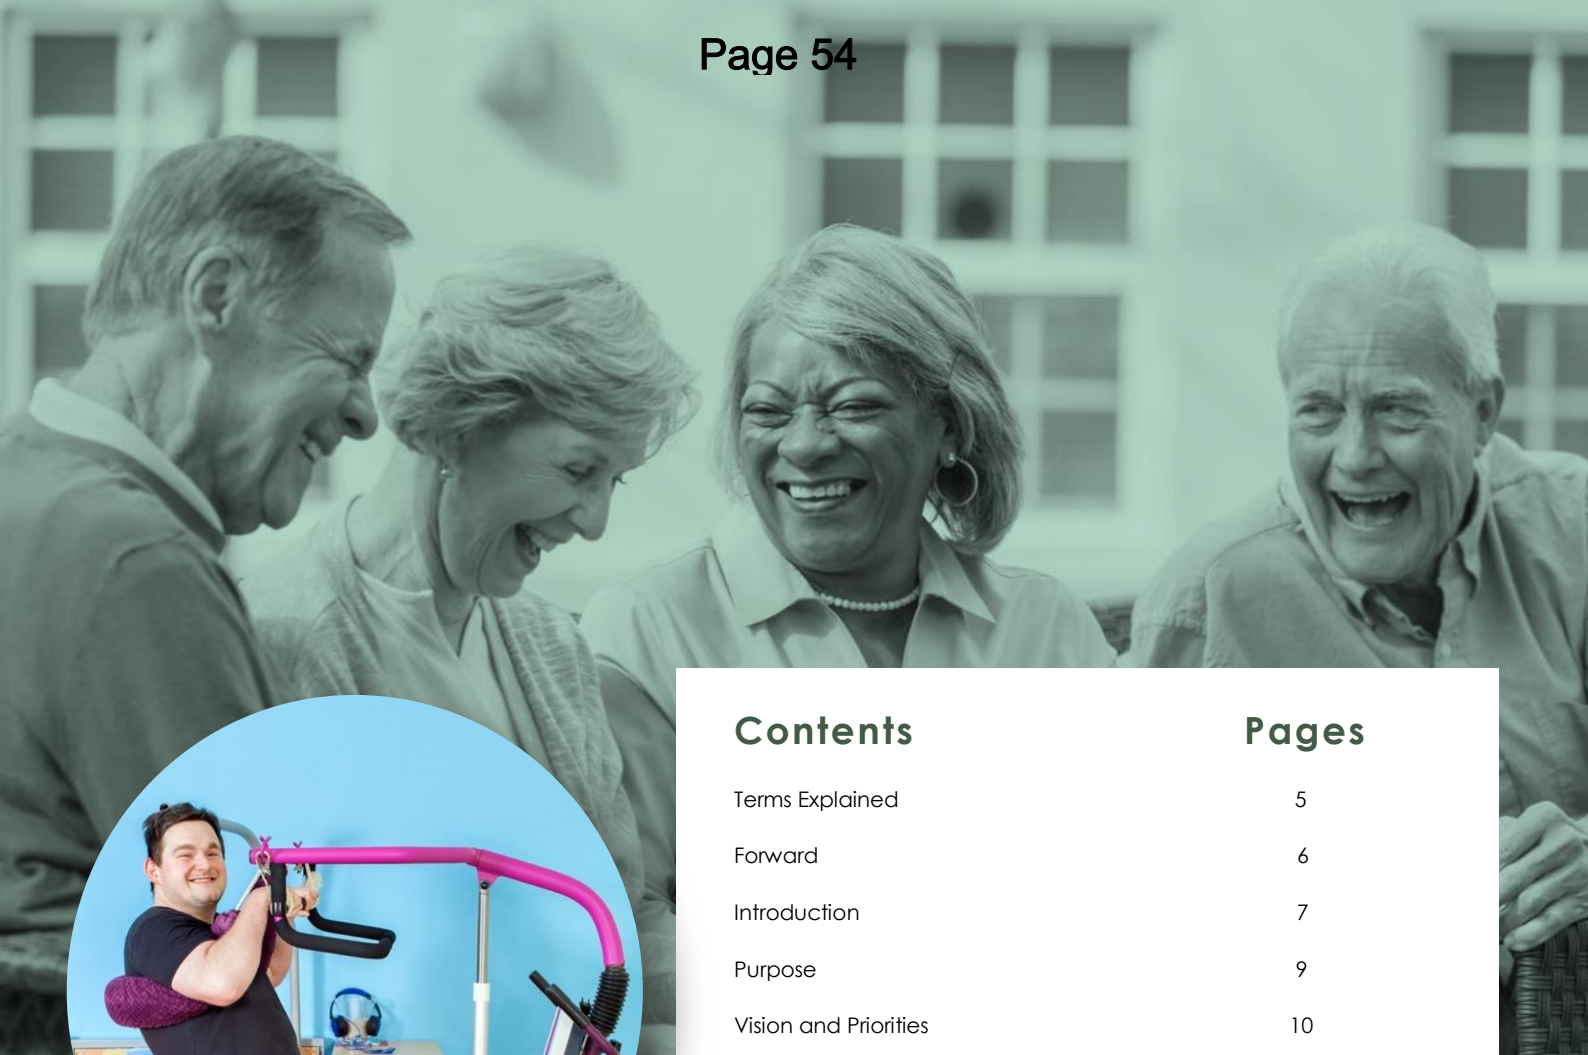 Page 54
Contents Pages
Terms Explained 5
Forward 6
Introduction 7
Purpose 9
Vision and Priorities 10